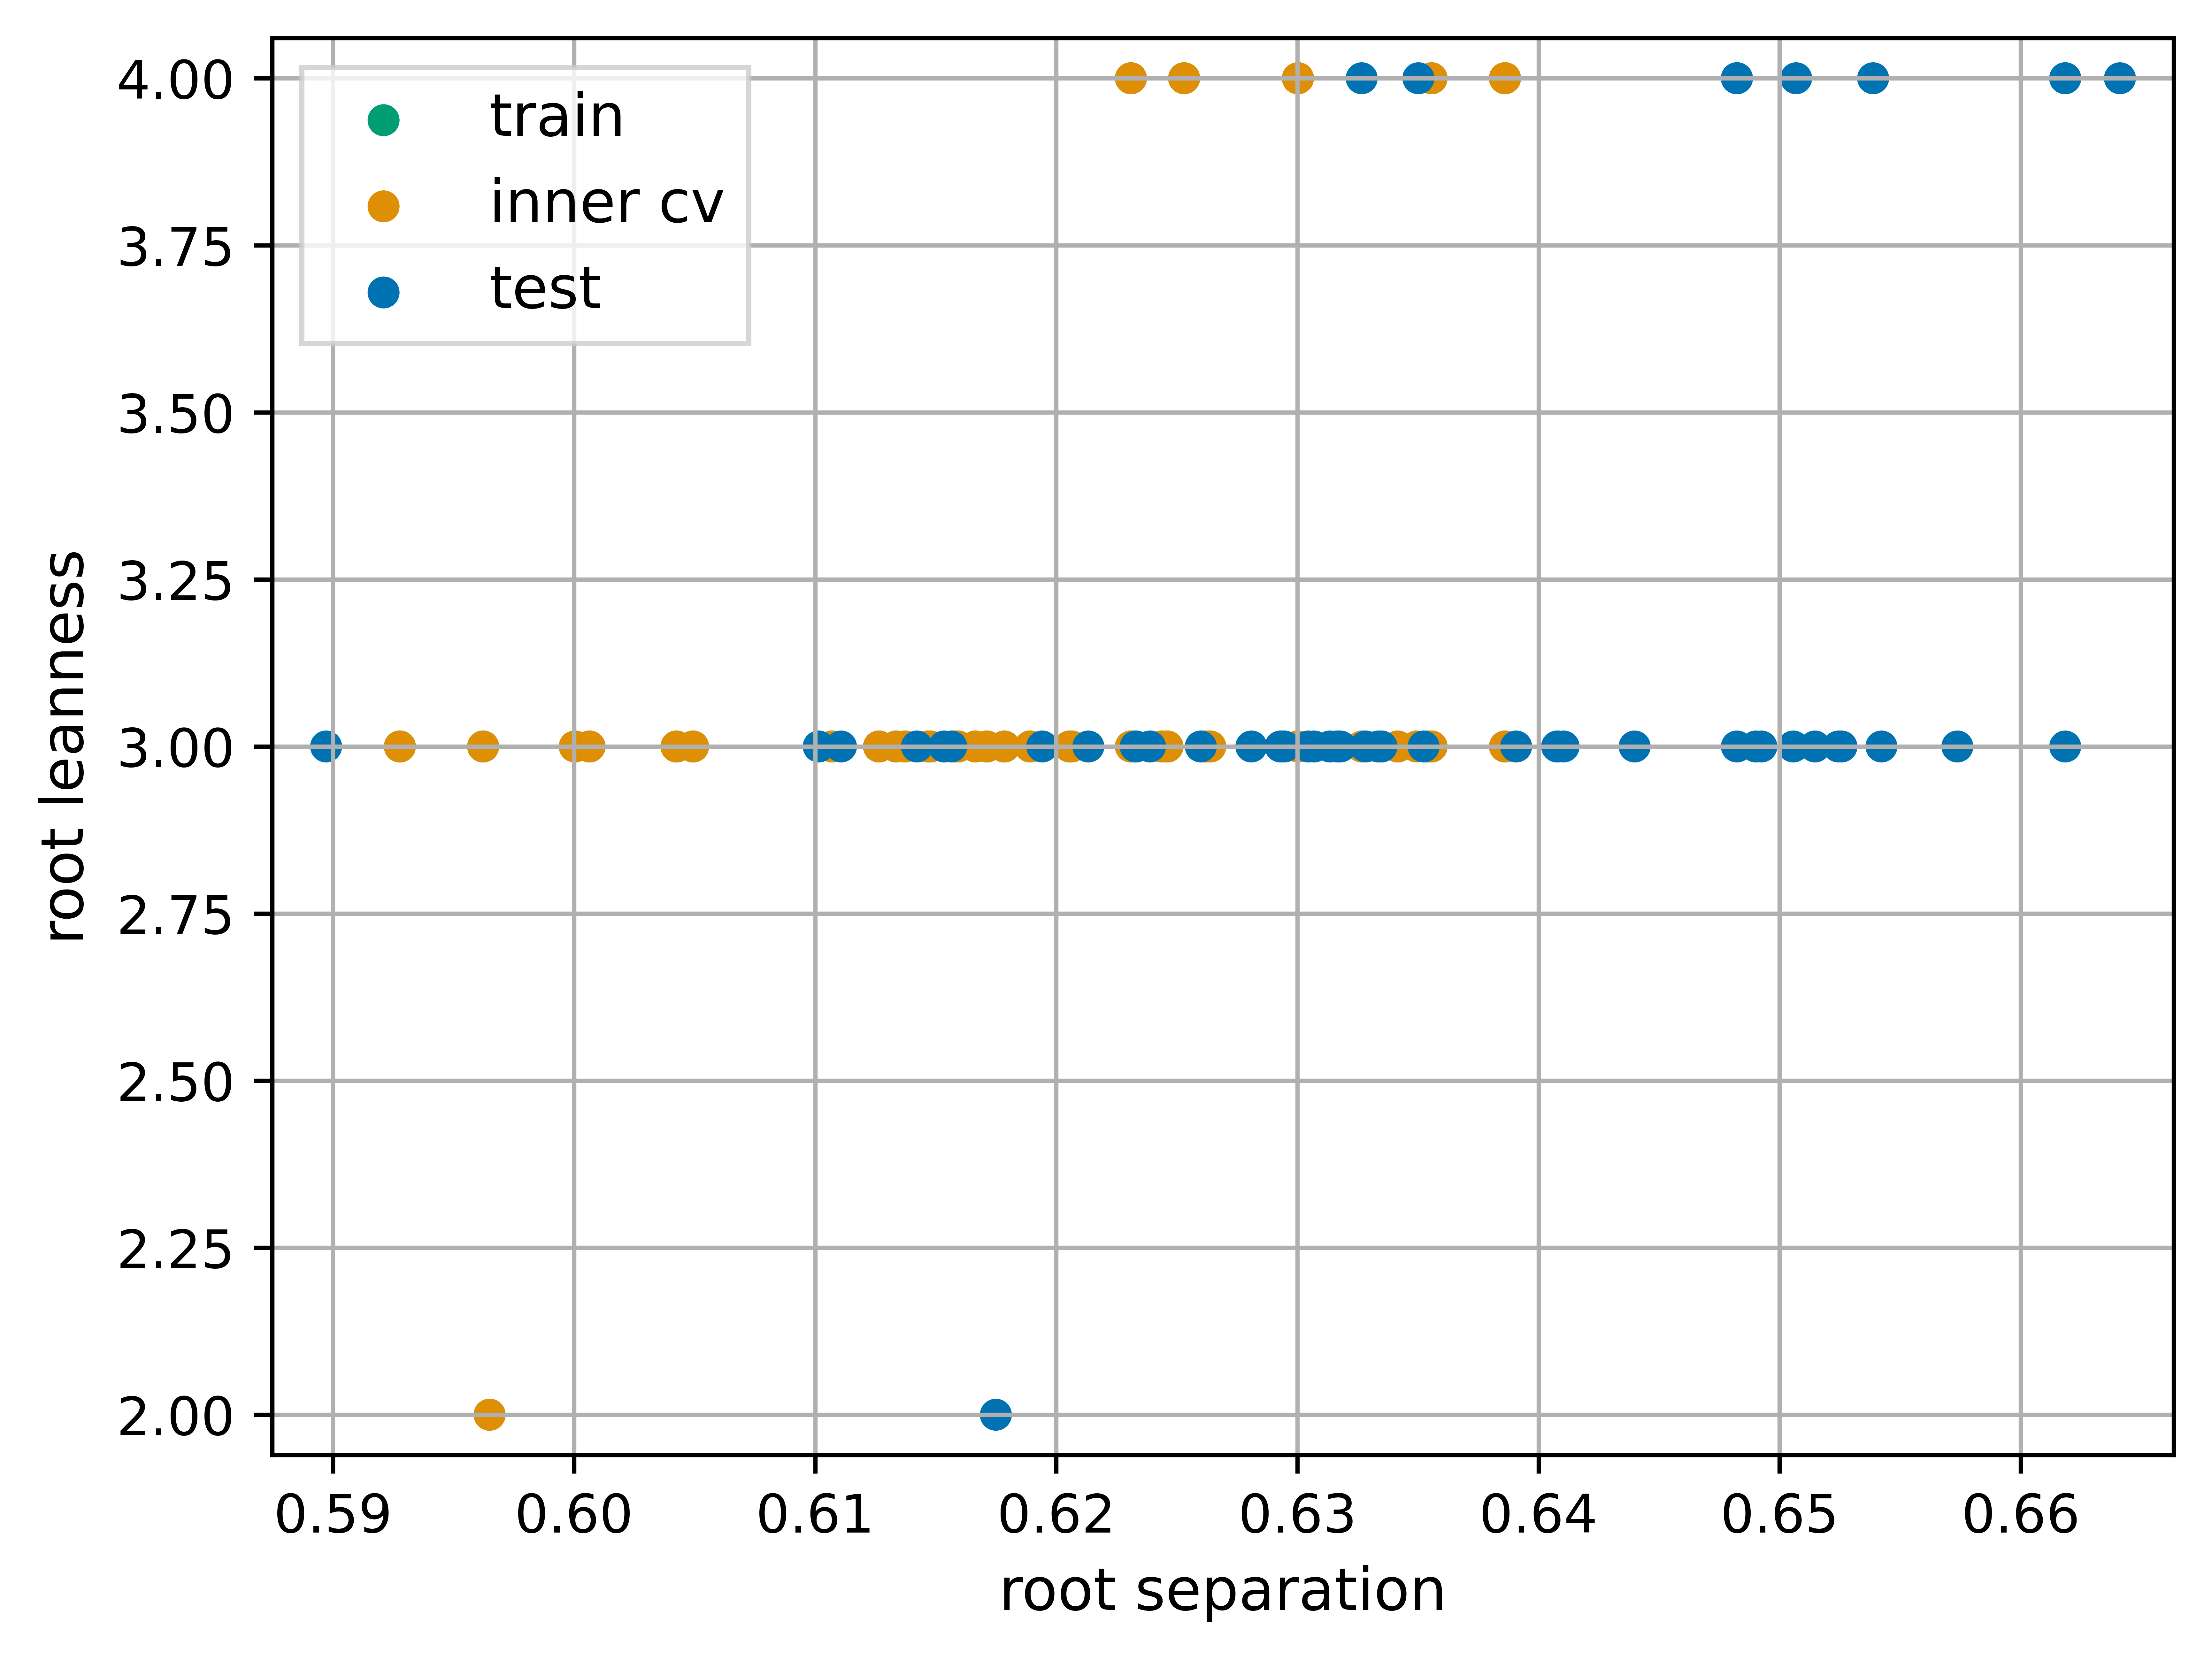 train
inner cv
test
4.00
3.75
3.50
3.25
3.00
2.75
2.50
2.25
2.00
root leanness
0.59 0.60 0.61 0.62 0.63 0.64 0.65 0.66
root separation